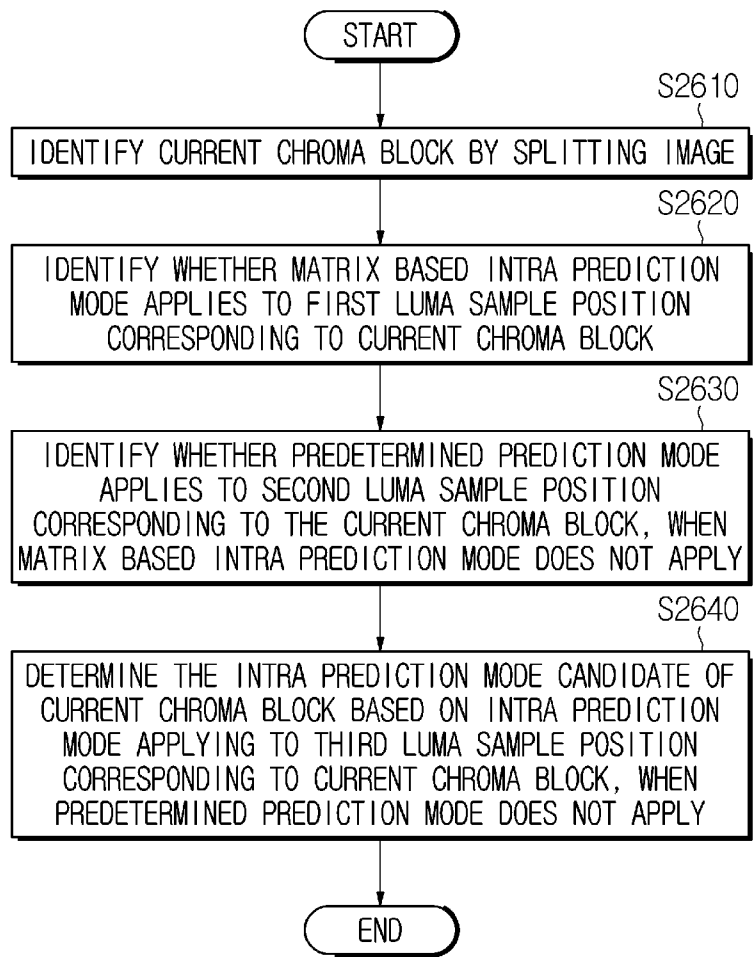 START
S2610
IDENTIFY CURRENT CHROMA BLOCK BY SPLITTING IMAGE
S2620
IDENTIFY WHETHER MATRIX BASED INTRA PREDICTION
MODE APPLIES TO FIRST LUMA SAMPLE POSITION
CORRESPONDING TO CURRENT CHROMA BLOCK
S2630
IDENTIFY WHETHER PREDETERMINED PREDICTION MODE
APPLIES TO SECOND LUMA SAMPLE POSITION
CORRESPONDING TO THE CURRENT CHROMA BLOCK, WHEN
MATRIX BASED INTRA PREDICTION MODE DOES NOT APPLY
S2640
DETERMINE THE INTRA PREDICTION MODE CANDIDATE OF
CURRENT CHROMA BLOCK BASED ON INTRA PREDICTION
MODE APPLYING TO THIRD LUMA SAMPLE POSITION
CORRESPONDING TO CURRENT CHROMA BLOCK, WHEN
PREDETERMINED PREDICTION MODE DOES NOT APPLY
END